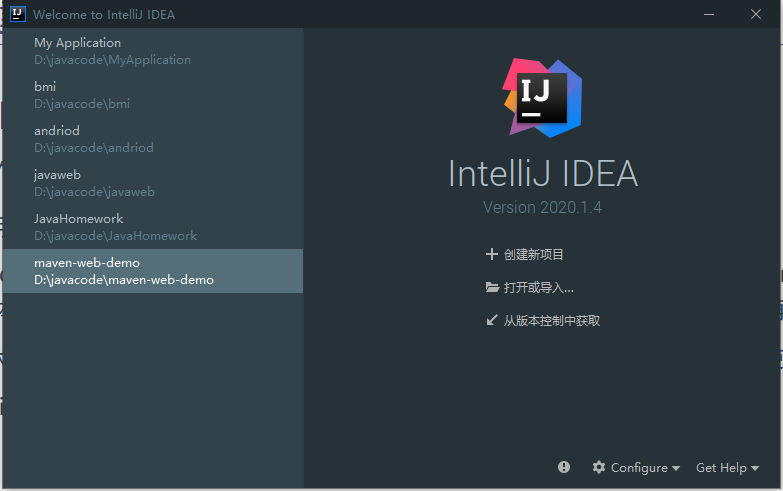 Welcome to IntelliJ IDEA
My Application
D:\javacode\MyApplication
bmi
D:\javacode\bmi
andriod
D:\javacode\andriod
javaweb
D:\javacode\javaweb
JavaHomework
D:\javacode\JavaHomework
maven-web-demo
D:\javacode\maven-web-demo
IJ
IntelliJ IDEA
Version 2020.1.4
创建新项目
打开或导入...
从版本控制中获取
Configure
Get Help